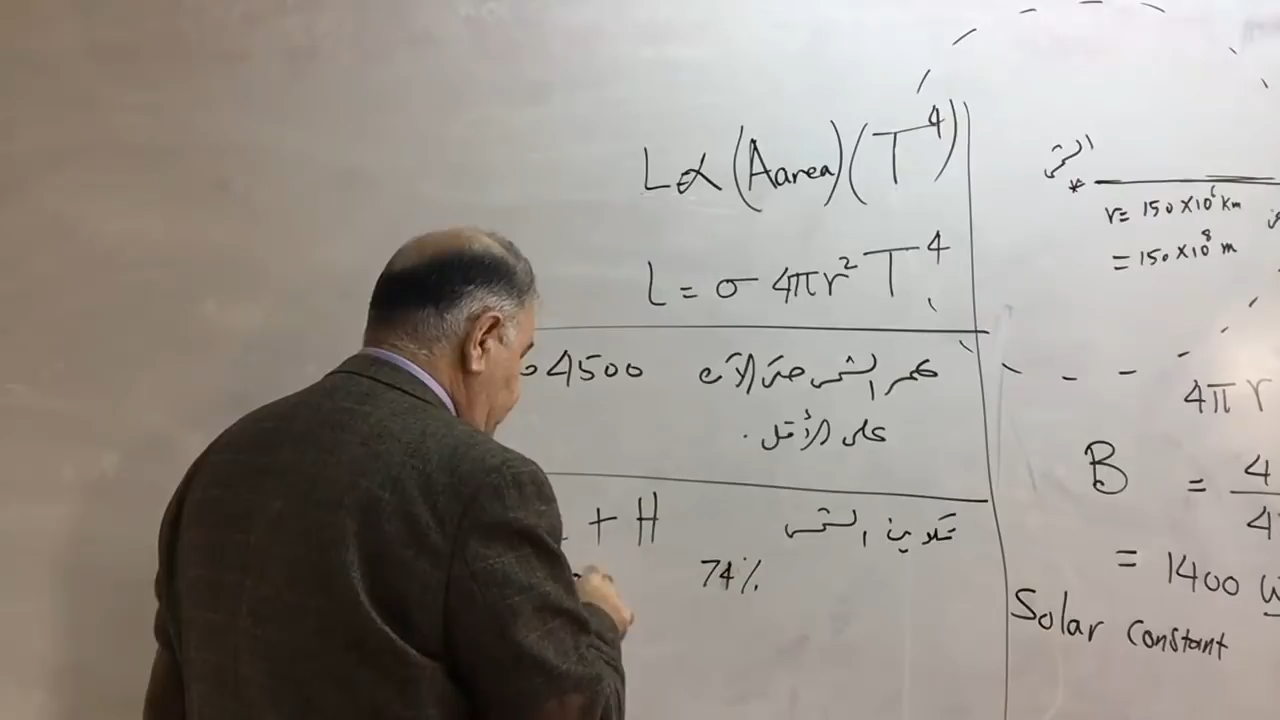 L ∝ (Aarea)(T⁴)
L = σ 4πr² T⁴
عمر الشمس حتى الآن 4500
على الأقل .
تكوين الشمس + H
74%
الشمس *
r = 150 × 10⁶ Km
= 150 × 10⁸ m
4π r
B = 4
4
= 1400 W
Solar constant